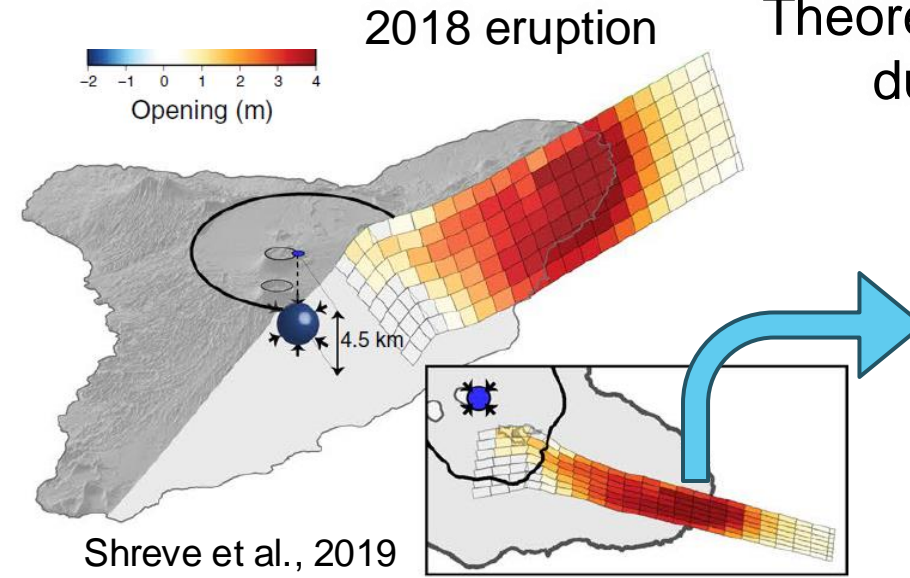 2018 eruption
−2 −1 0 1 2 3 4
Opening (m)
4.5 km
Shreve et al., 2019